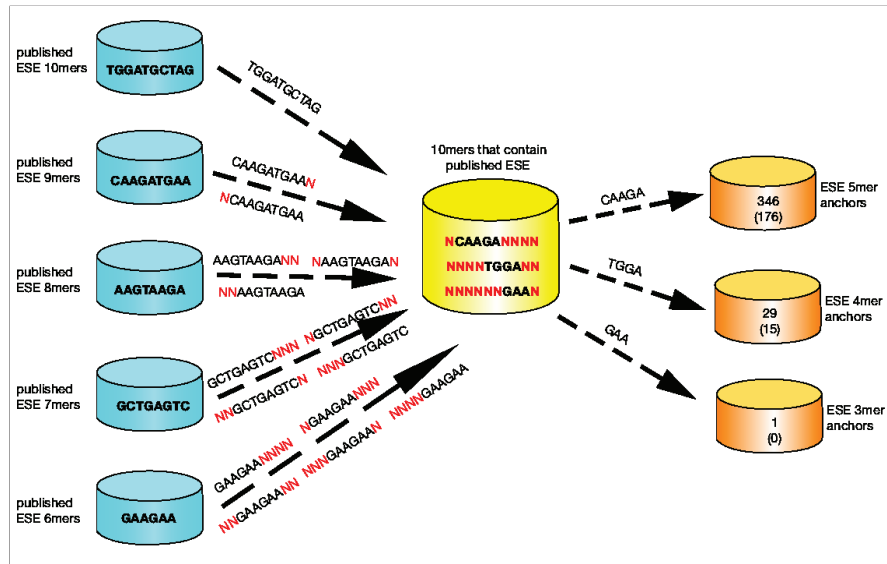 published
ESE 10mers
TGGATGCTAG
TGGATGCTAG
published
ESE 9mers
CAAGATGAA
CAAGATGAAN
NCAAGATGAA
published
ESE 8mers
AAGTAAGA
AAGTAAGANN NAAGTAAGAN
NNAAGTAAGA
published
ESE 7mers
GCTGAGTC
GCTGAGTCNNN NGCTGAGTCNN
NNGCTGAGTCN NNNGCTGAGTC
published
ESE 6mers
GAAGAA
GAAGAANNNN NGAAGAANNN
NNGAAGAANN NNNGAAGAAN NNNNGAAGAA
10mers that contain
published ESE
NCAAGANNNN
NNNNTGGANN
NNNNNNGAAN
CAAGA
346
(176)
ESE 5mer
anchors
TGGA
29
(15)
ESE 4mer
anchors
GAA
1
(0)
ESE 3mer
anchors